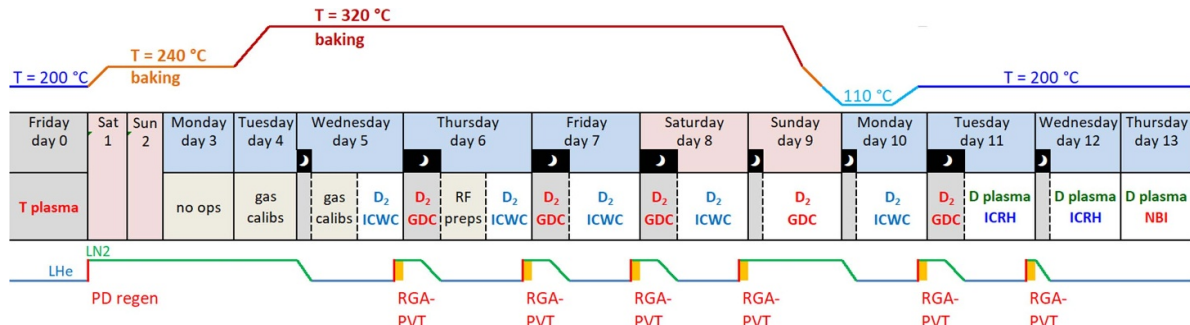 T = 320 °C
baking
T = 240 °C
baking
T = 200 °C
110 °C
T = 200 °C
Friday
day 0
Sat
1
Sun
2
Monday
day 3
Tuesday
day 4
Wednesday
day 5
Thursday
day 6
Friday
day 7
Saturday
day 8
Sunday
day 9
Monday
day 10
Tuesday
day 11
Wednesday
day 12
Thursday
day 13
T plasma
no ops
gas
calibs
gas
calibs
D₂
ICWC
D₂
GDC
RF
preps
D₂
ICWC
D₂
GDC
D₂
ICWC
D₂
GDC
D₂
ICWC
D₂
GDC
D₂
ICWC
D₂
GDC
D plasma
ICRH
D plasma
ICRH
D plasma
NBI
LN2
LHe
PD regen
RGA-
PVT
RGA-
PVT
RGA-
PVT
RGA-
PVT
RGA-
PVT
RGA-
PVT